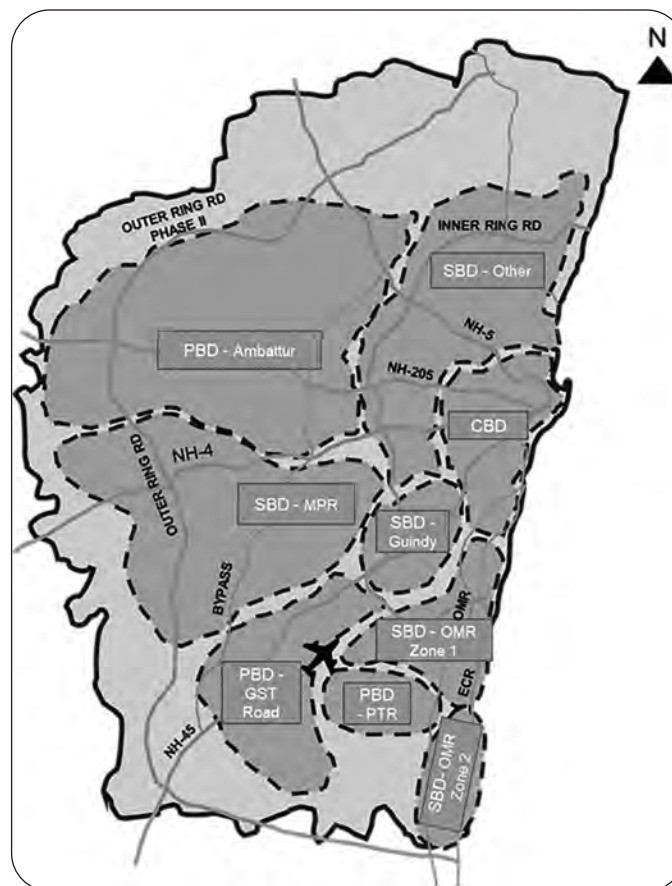 N
OUTER RING RD
PHASE II
INNER RING RD
SBD - Other
NH-5
PBD - Ambattur
NH-205
CBD
NH-4
OUTER RING RD
SBD - MPR
SBD -
Guindy
BYPASS
OMR
SBD - OMR
Zone 1
PBD -
GST
Road
PBD
- PTR
ECR
NH-45
SBD - OMR
Zone 2